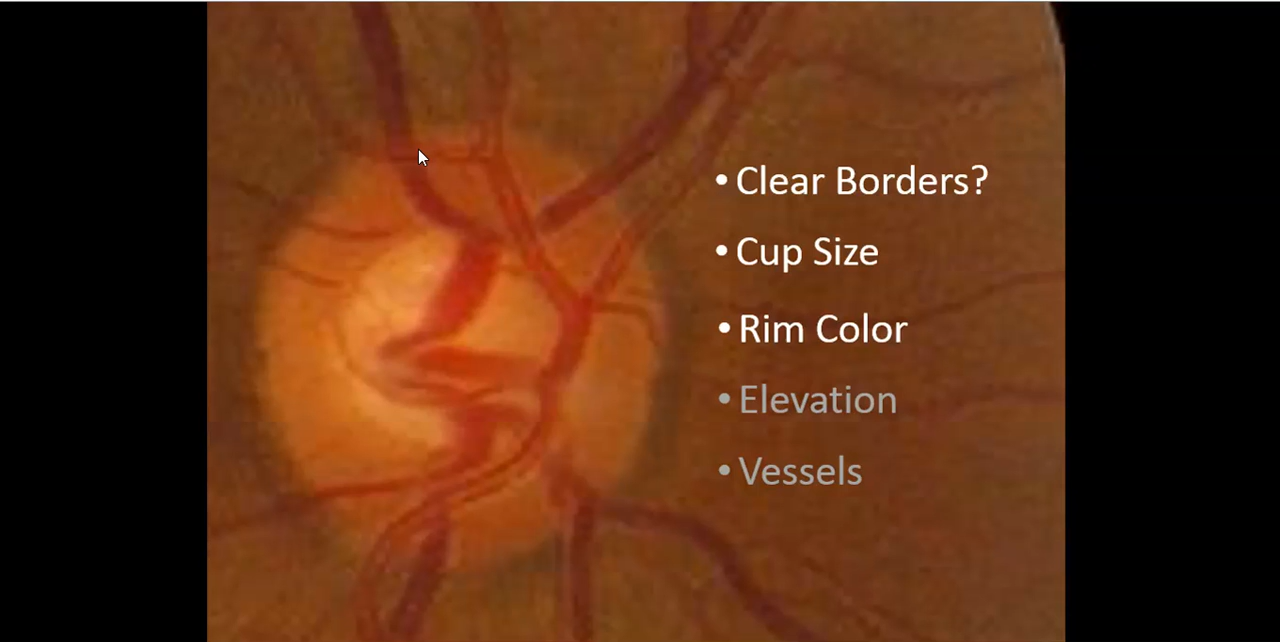 • Clear Borders?
• Cup Size
• Rim Color
• Elevation
• Vessels